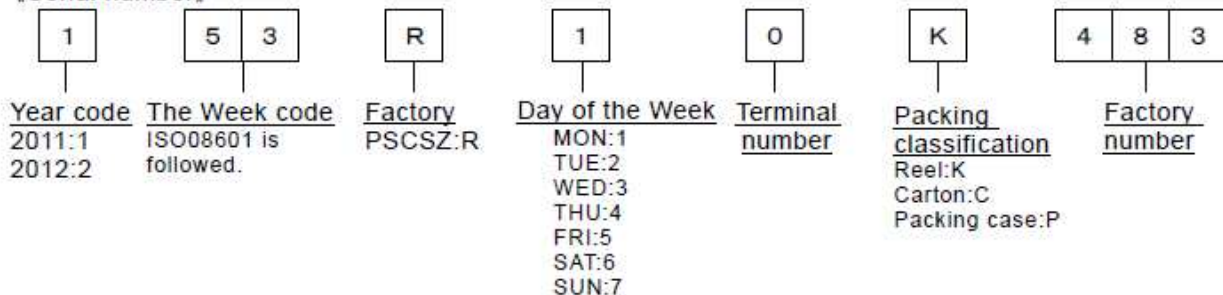 1 5 3 R 1 0 K 4 8 3
Year code The Week code Factory Day of the Week Terminal number Packing classification Factory number
2011:1
2012:2
ISO08601 is
followed.
PSCSZ:R
MON:1
TUE:2
WED:3
THU:4
FRI:5
SAT:6
SUN:7
Reel:K
Carton:C
Packing case:P